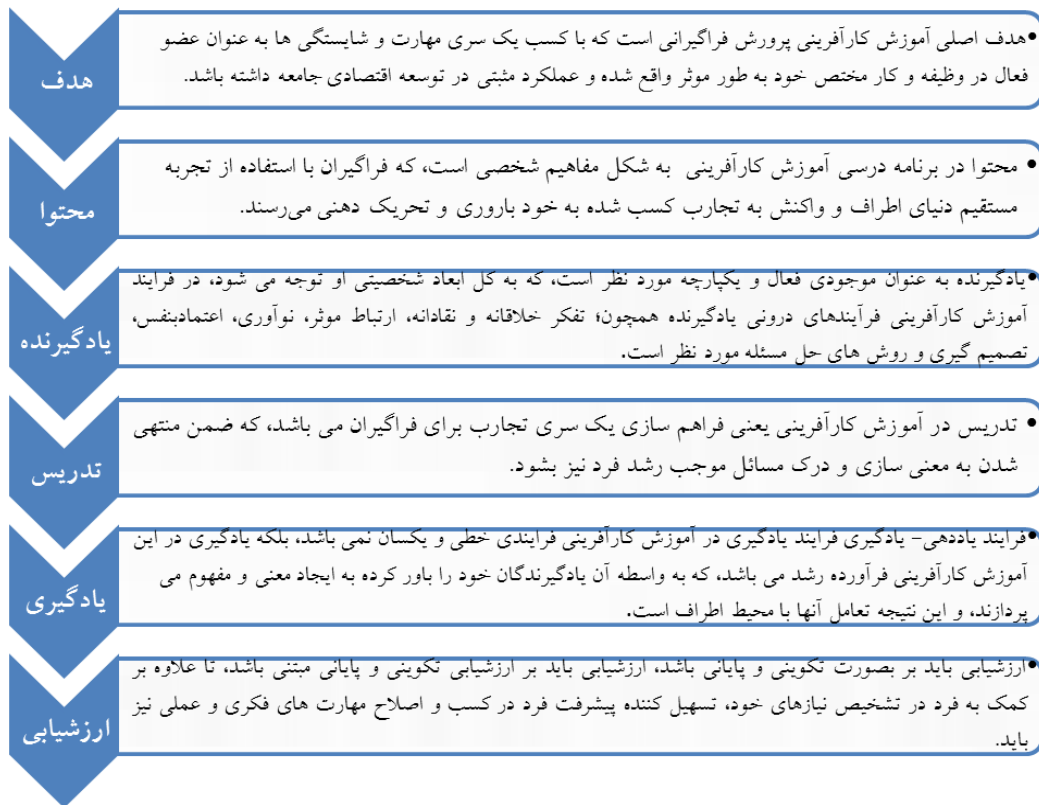 هدف
•هدف اصلی آموزش کارآفرینی پرورش فراگیرانی است که با کسب یک سری مهارت و شایستگی ها به عنوان عضو
فعال در وظیفه و کار مختص خود به طور موثر واقع شده و عملکرد مثبتی در توسعه اقتصادی جامعه داشته باشد.
محتوا
• محتوا در برنامه درسی آموزش کارآفرینی به شکل مفاهیم شخصی است، که فراگیران با استفاده از تجربه
مستقیم دنیای اطراف و واکنش به تجارب کسب شده به خود باروری و تحریک دهنی می‌رسند.
یادگیرنده
•یادگیرنده به عنوان موجودی فعال و یکپارچه مورد نظر است، که به کل ابعاد شخصیتی او توجه می شود، در فرایند
آموزش کارآفرینی فرآیندهای درونی یادگیرنده همچون؛ تفکر خلاقانه و نقادانه، ارتباط موثر، نوآوری، اعتمادبنفس،
تصمیم گیری و روش های حل مسئله مورد نظر است.
تدریس
• تدریس در آموزش کارآفرینی یعنی فراهم سازی یک سری تجارب برای فراگیران می باشد، که ضمن منتهی
شدن به معنی سازی و درک مسائل موجب رشد فرد نیز بشود.
یادگیری
•فرایند یاددهی- یادگیری فرایند یادگیری در آموزش کارآفرینی فرایندی خطی و یکسان نمی باشد، بلکه یادگیری در این
آموزش کارآفرینی فرآورده رشد می باشد، که به واسطه آن یادگیرندگان خود را باور کرده به ایجاد معنی و مفهوم می
پردازند، و این نتیجه تعامل آنها با محیط اطراف است.
ارزشیابی
•ارزشیابی باید بر بصورت تکوینی و پایانی باشد، ارزشیابی باید بر ارزشیابی تکوینی و پایانی مبتنی باشد، تا علاوه بر
کمک به فرد در تشخیص نیازهای خود، تسهیل کننده پیشرفت فرد در کسب و اصلاح مهارت های فکری و عملی نیز
باید.